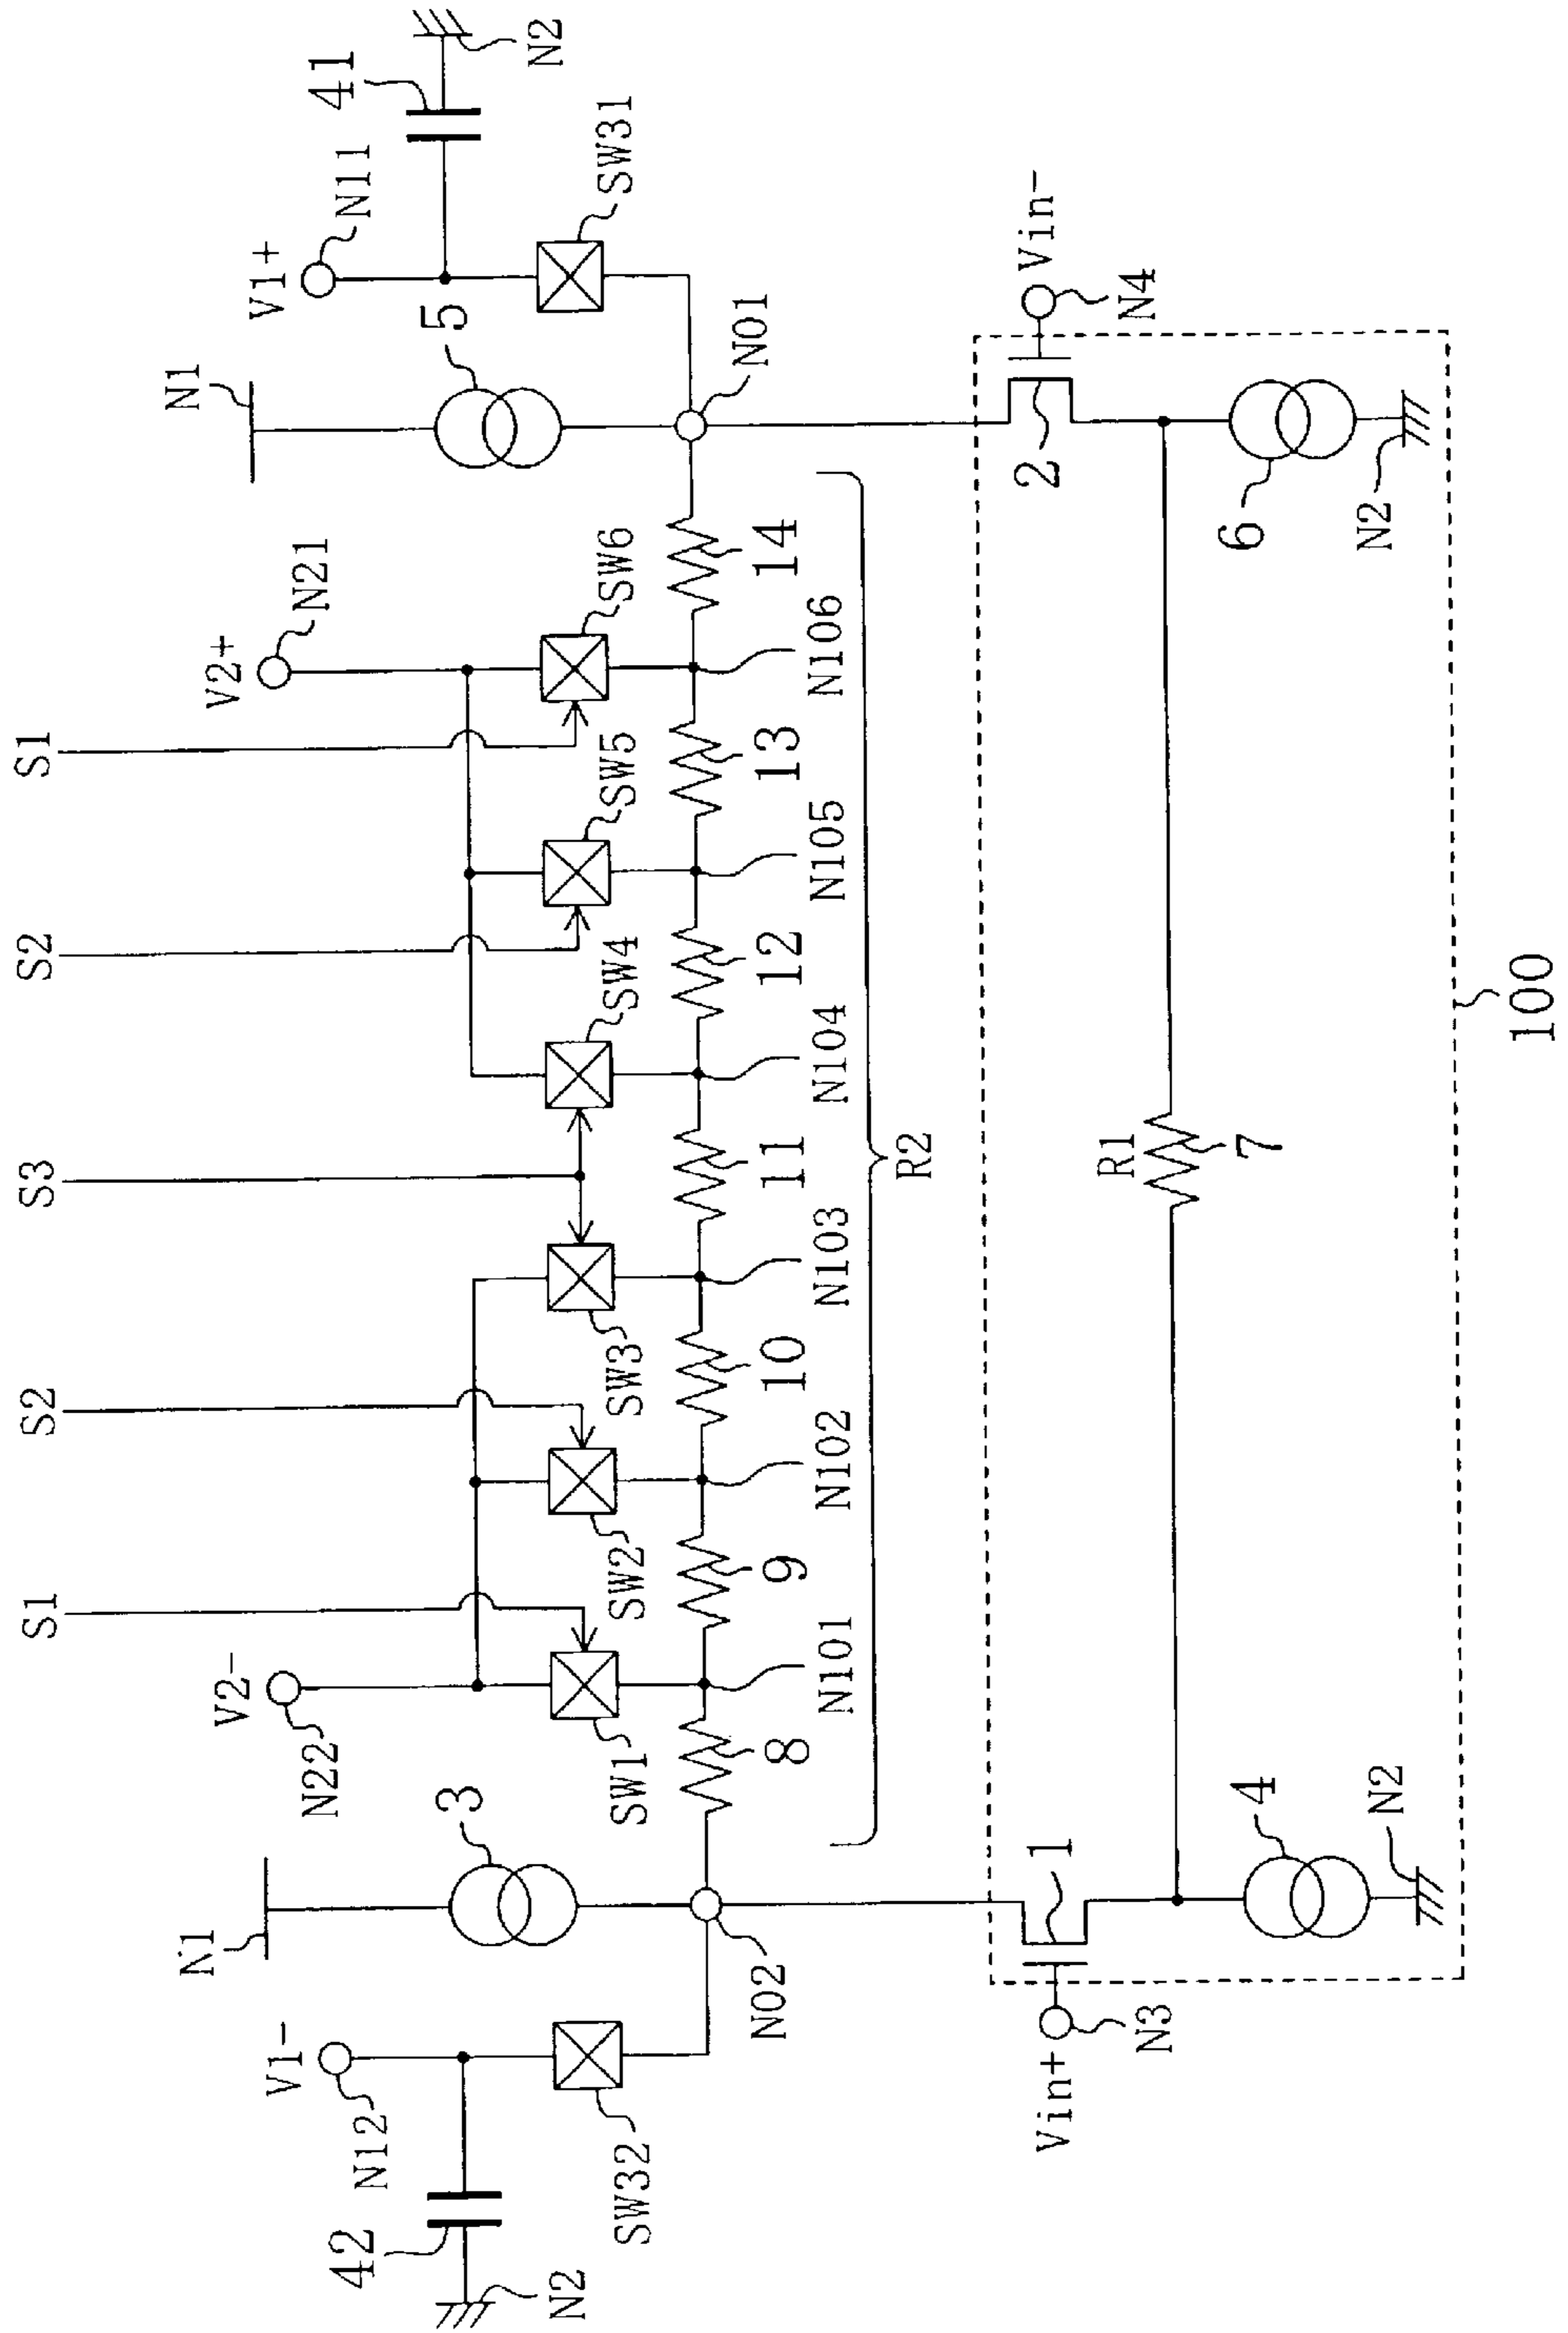 S1
S2
S3
S2
S1
V1-
N12
42
N2
SW32
N1
3
N02
V2-
N22
SW1
SW2
SW3
SW4
SW5
SW6
V2+
N21
N1
5
N01
V1+
N11
41
N2
SW31
8
9
10
11
12
13
14
N101
N102
N103
N104
N105
N106
R2
Vin+
N3
1
4
N2
R1
7
2
6
N2
Vin-
N4
100